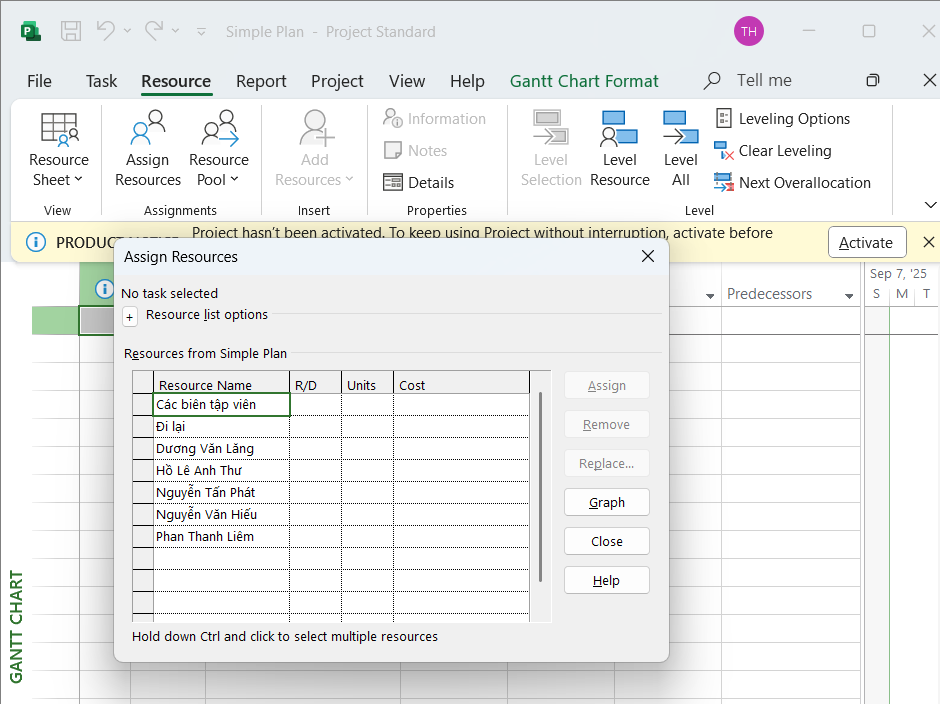 Simple Plan - Project Standard
TH
File Task Resource Report Project View Help Gantt Chart Format Tell me
Resource Sheet
Assign Resources
Resource Pool
Add Resources
Information
Notes
Details
Level Selection
Level Resource
Level All
Leveling Options
Clear Leveling
Next Overallocation
View Assignments Insert Properties Level
Project hasn't been activated. To keep using Project without interruption, activate before
Activate
Assign Resources
No task selected
+ Resource list options
Resources from Simple Plan
Resource Name R/D Units Cost
Các biên tập viên
Đi lại
Dương Văn Lăng
Hồ Lê Anh Thư
Nguyễn Tấn Phát
Nguyễn Văn Hiếu
Phan Thanh Liêm
Assign
Remove
Replace...
Graph
Close
Help
Hold down Ctrl and click to select multiple resources
Predecessors
Sep 7, '25
S M T
GANTT CHART